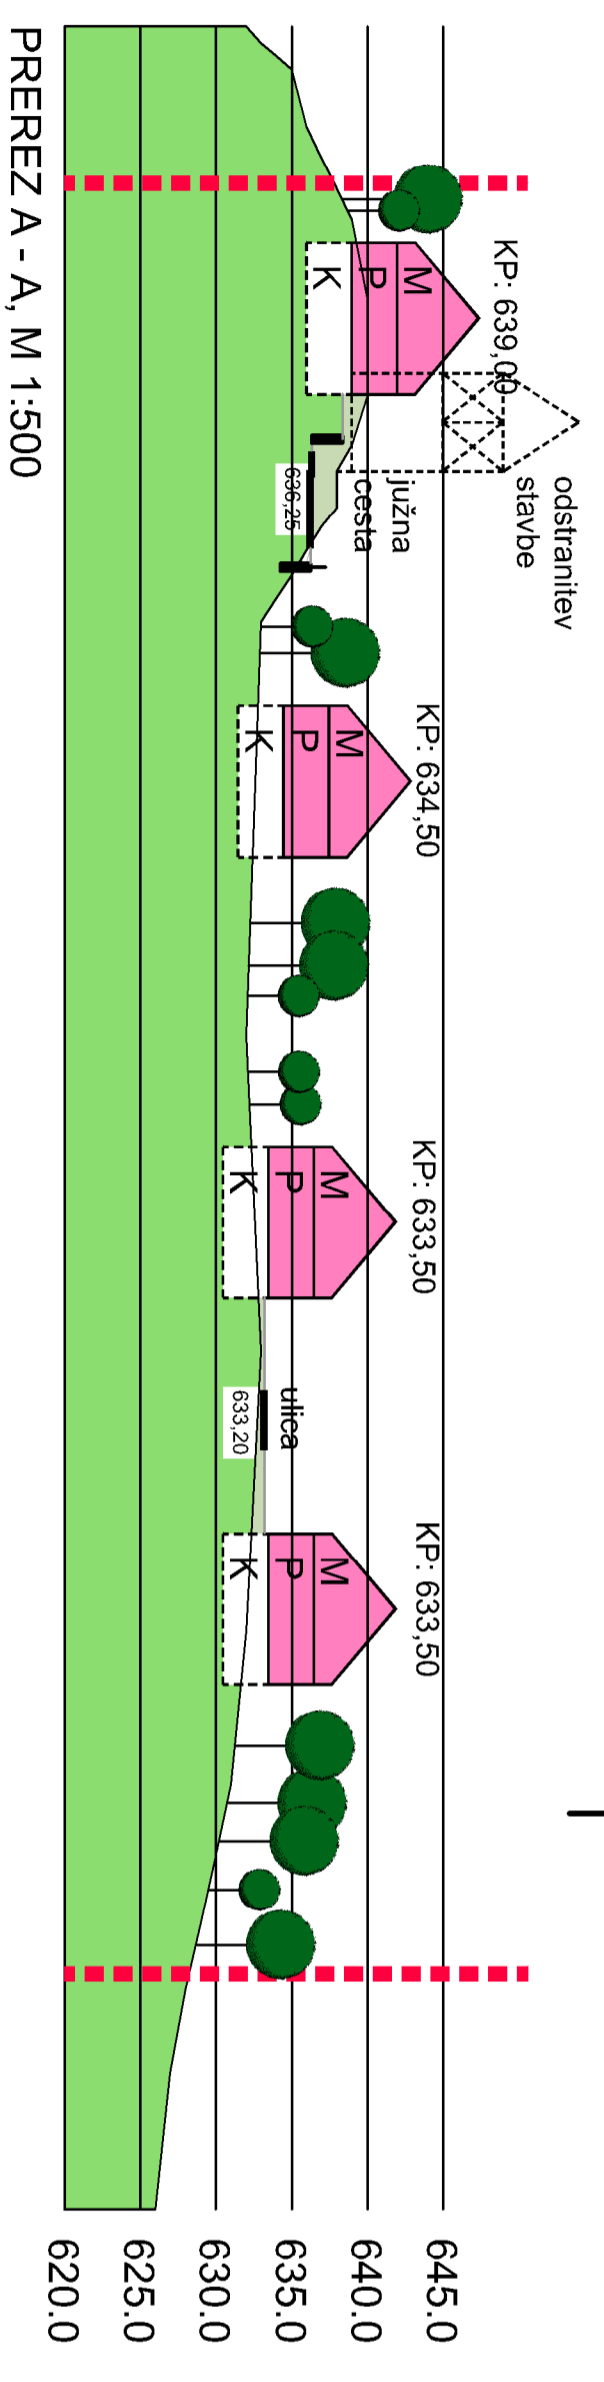 KP: 639,00
odstranitev
stavbe
južna
cesta
636,25
M
P
K
KP: 634,50
M
P
K
KP: 633,50
M
P
K
ulica
633,20
KP: 633,50
M
P
K
645.0
640.0
635.0
630.0
625.0
620.0
PREREZ A - A, M 1:500